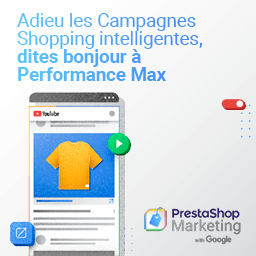 Adieu les Campagnes
Shopping intelligentes,
dites bonjour à
Performance Max
YouTube
PrestaShop
Marketing
with Google